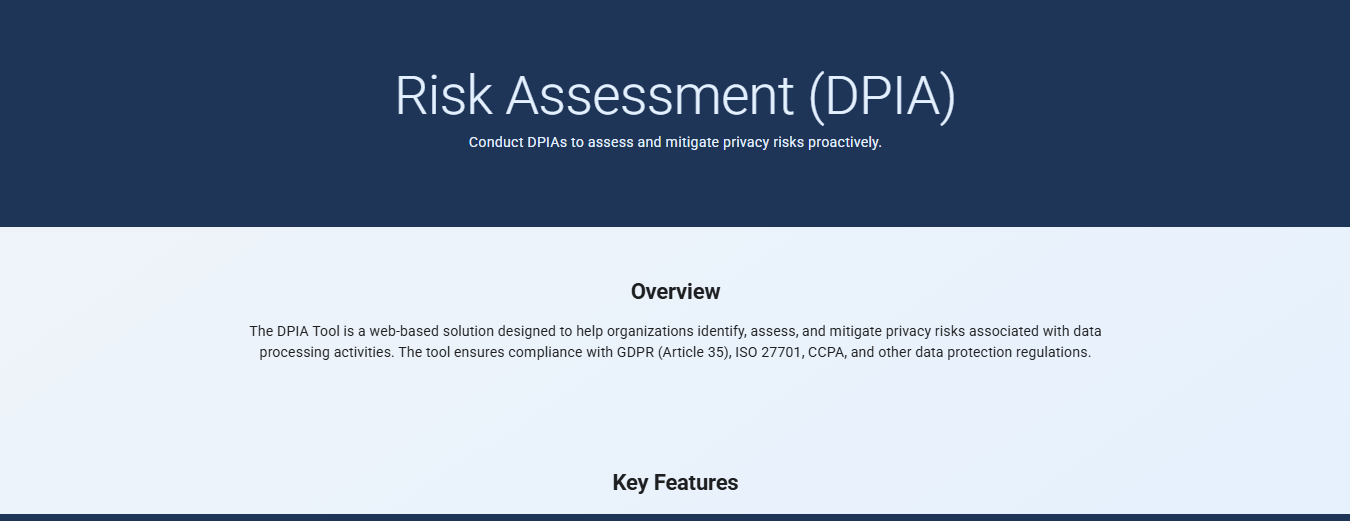 Risk Assessment (DPIA)
Conduct DPIAs to assess and mitigate privacy risks proactively.
Overview
The DPIA Tool is a web-based solution designed to help organizations identify, assess, and mitigate privacy risks associated with data
processing activities. The tool ensures compliance with GDPR (Article 35), ISO 27701, CCPA, and other data protection regulations.
Key Features